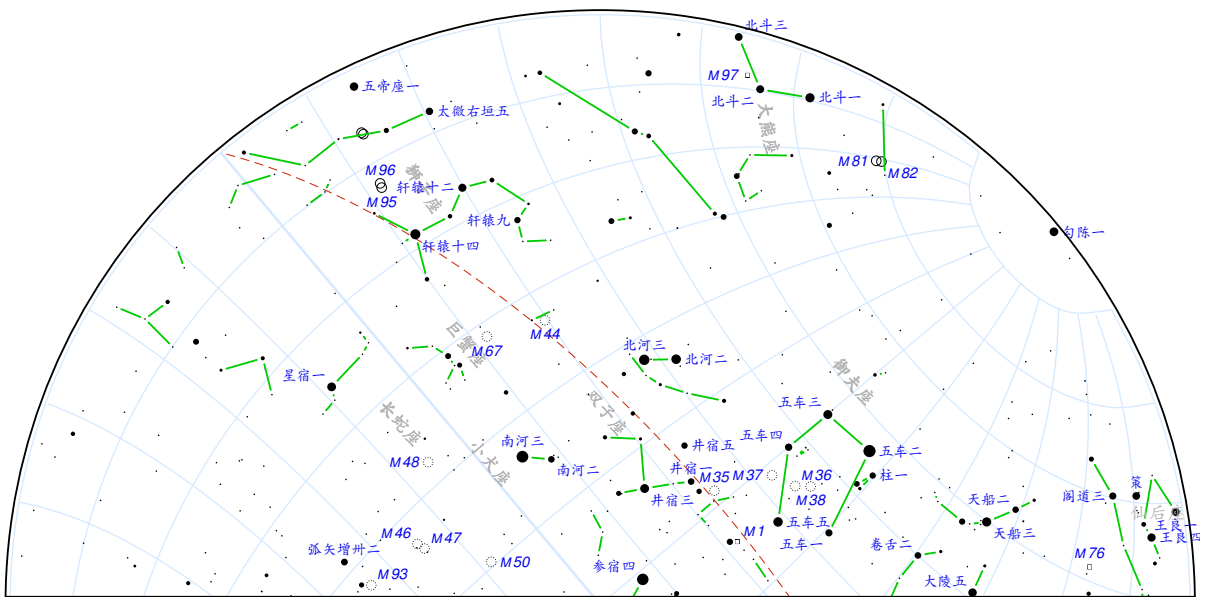 北斗三
M97
五帝座一
北斗二
北斗一
太微右垣五
大熊座
M81
M82
M96
狮子座
轩辕十二
M95
轩辕九
勾陈一
轩辕十四
M44
巨蟹座
M67
北河三
北河二
星宿一
御夫座
双子座
五车三
长蛇座
五车四
井宿五
南河三
五车二
小犬座
M48
南河二
井宿一
M35
M37
M36
柱一
M38
策
井宿三
阁道三
天船二
仙后座
五车五
王良一
M1
天船三
王良四
M46
M47
五车一
弧矢增卅二
卷舌二
M76
M50
参宿四
M93
大陵五